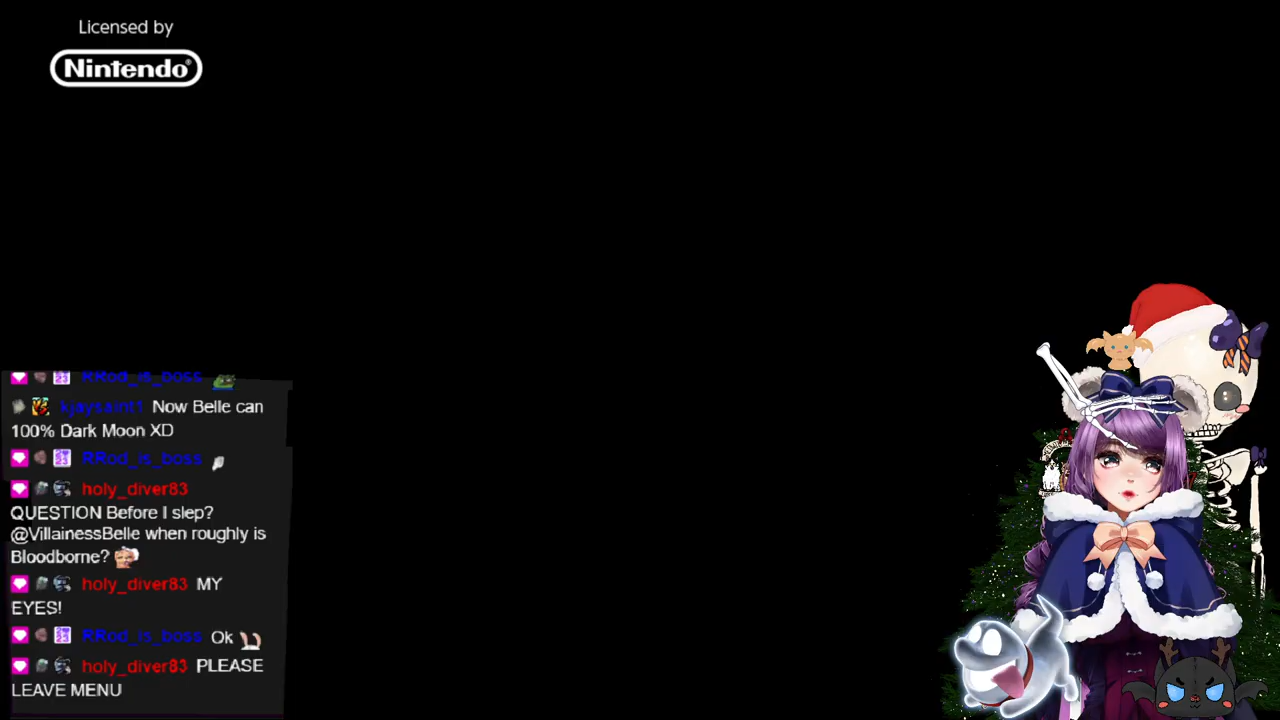 Licensed by
Nintendo®
RRod_is_boss
kjaysaint1 Now Belle can
100% Dark Moon XD
RRod_is_boss
holy_diver83
QUESTION Before I slep?
@VillainessBelle when roughly is
Bloodborne?
holy_diver83 MY
EYES!
RRod_is_boss Ok
holy_diver83 PLEASE
LEAVE MENU